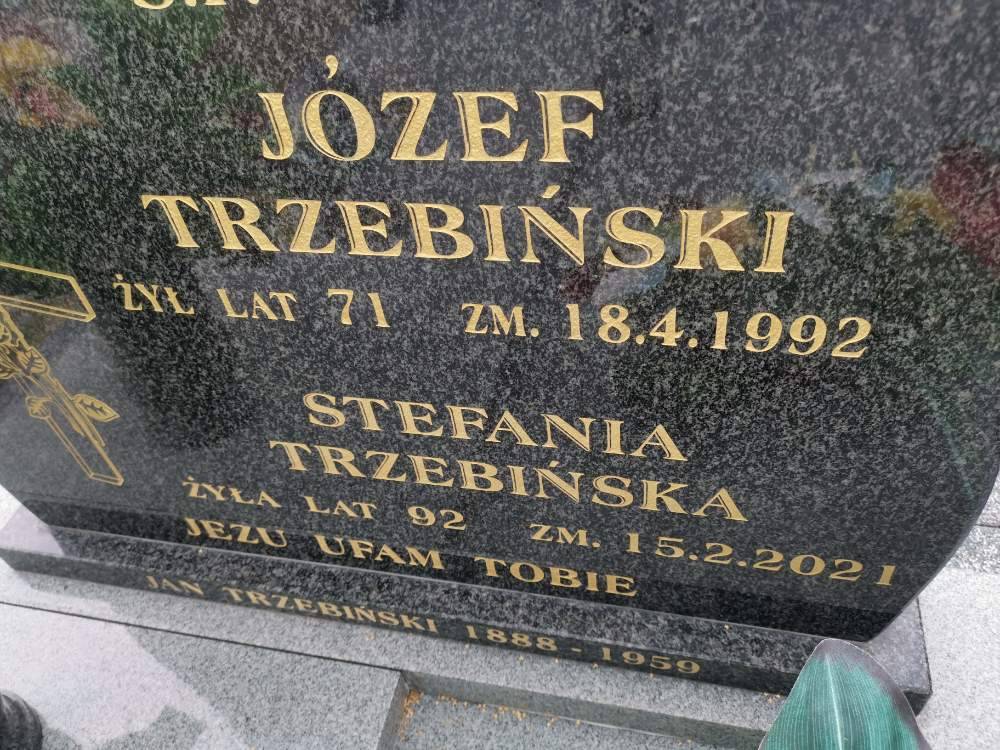 JÓZEF
TRZEBIŃSKI
ŻYŁ LAT 71 ZM. 18.4.1992
STEFANIA
TRZEBIŃSKA
ŻYŁA LAT 92 ZM. 15.2.2021
JEZU UFAM TOBIE
JAN TRZEBIŃSKI 1888 - 1959